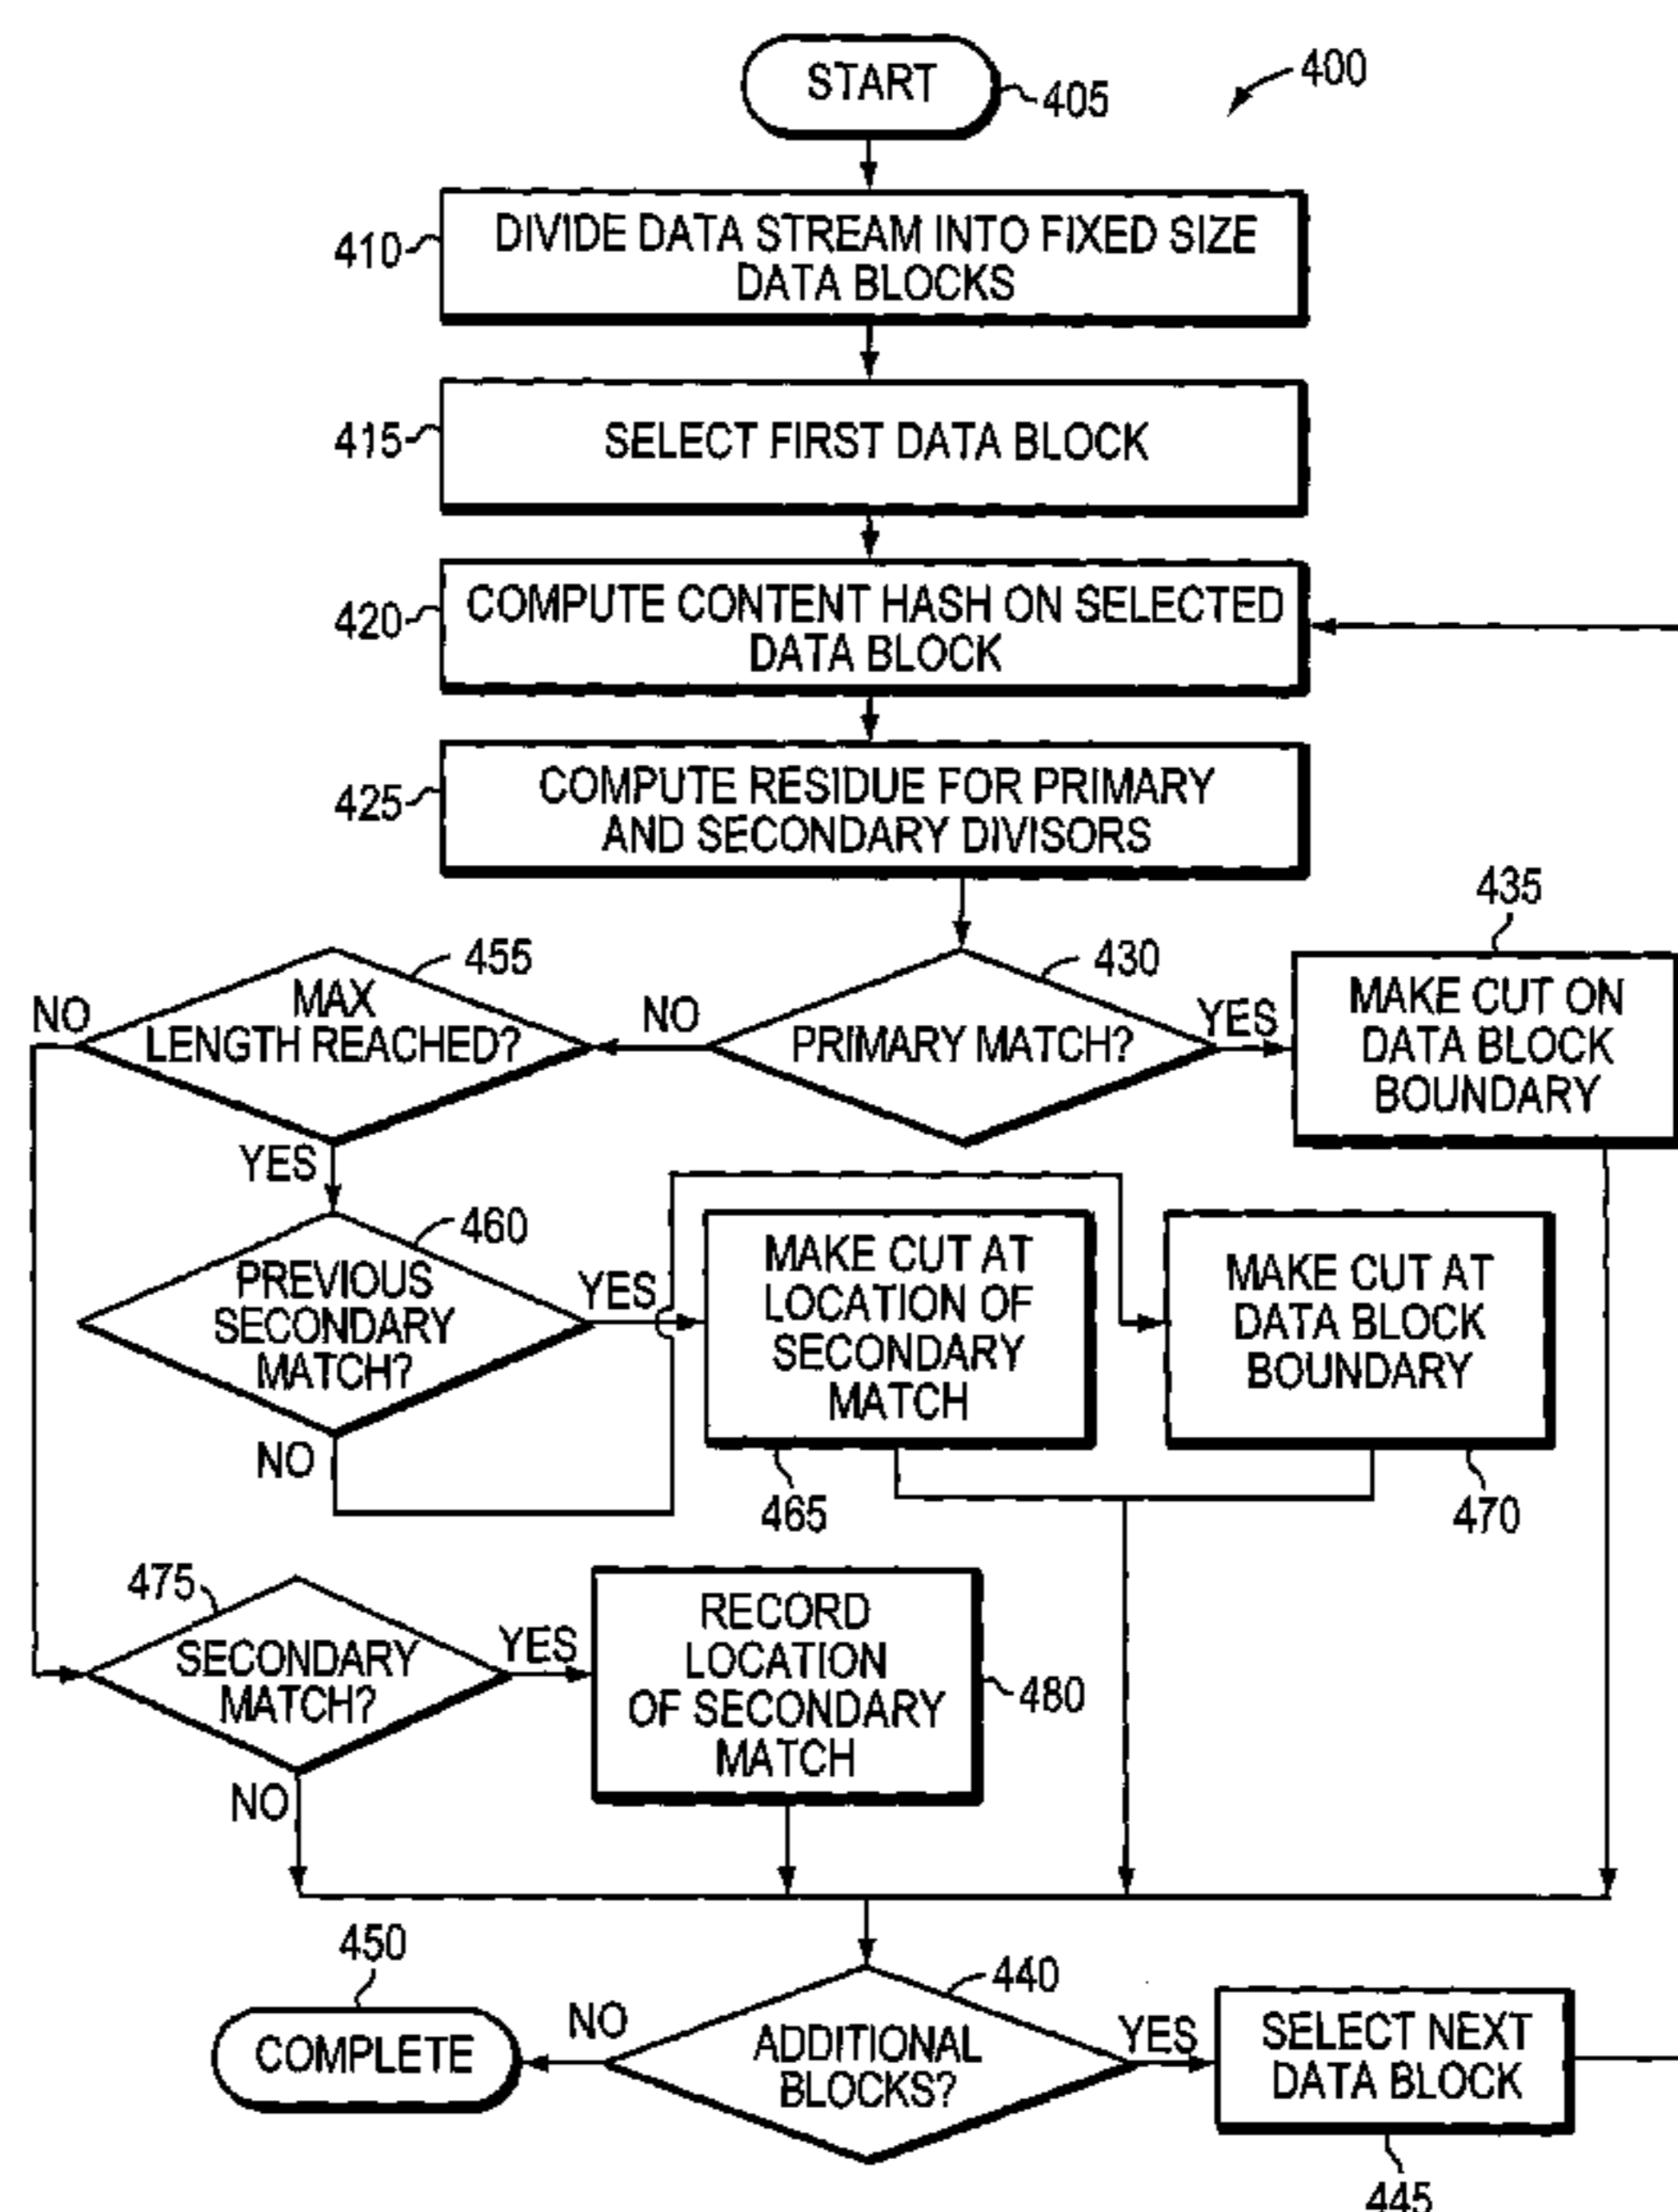 START
405
400
410
DIVIDE DATA STREAM INTO FIXED SIZE
DATA BLOCKS
415
SELECT FIRST DATA BLOCK
420
COMPUTE CONTENT HASH ON SELECTED
DATA BLOCK
425
COMPUTE RESIDUE FOR PRIMARY
AND SECONDARY DIVISORS
455
MAX
LENGTH REACHED?
NO
YES
430
PRIMARY MATCH?
NO
YES
435
MAKE CUT ON
DATA BLOCK
BOUNDARY
460
PREVIOUS
SECONDARY
MATCH?
YES
NO
MAKE CUT AT
LOCATION OF
SECONDARY
MATCH
465
MAKE CUT AT
DATA BLOCK
BOUNDARY
470
475
SECONDARY
MATCH?
YES
NO
RECORD
LOCATION
OF SECONDARY
MATCH
480
450
COMPLETE
NO
440
ADDITIONAL
BLOCKS?
YES
SELECT NEXT
DATA BLOCK
445